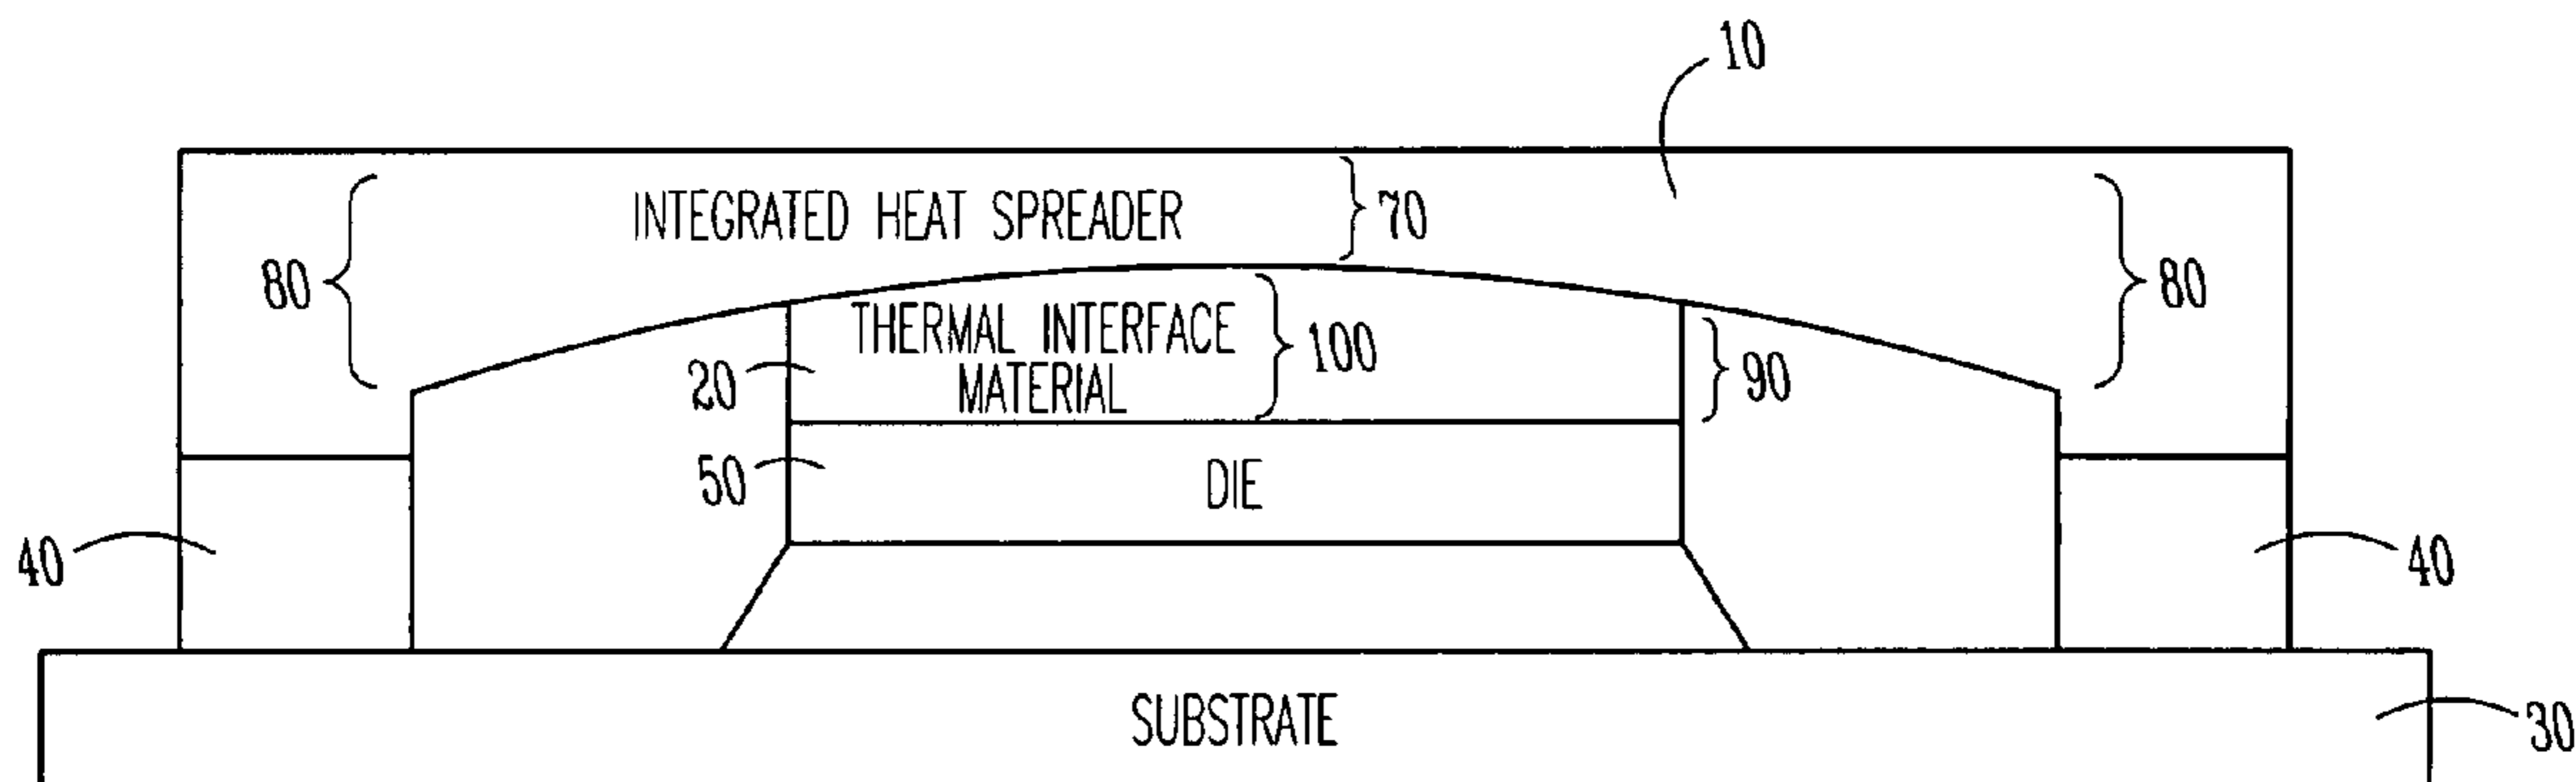 10
INTEGRATED HEAT SPREADER
70
80
80
THERMAL INTERFACE
MATERIAL
100
20
90
50
DIE
40
40
SUBSTRATE
30